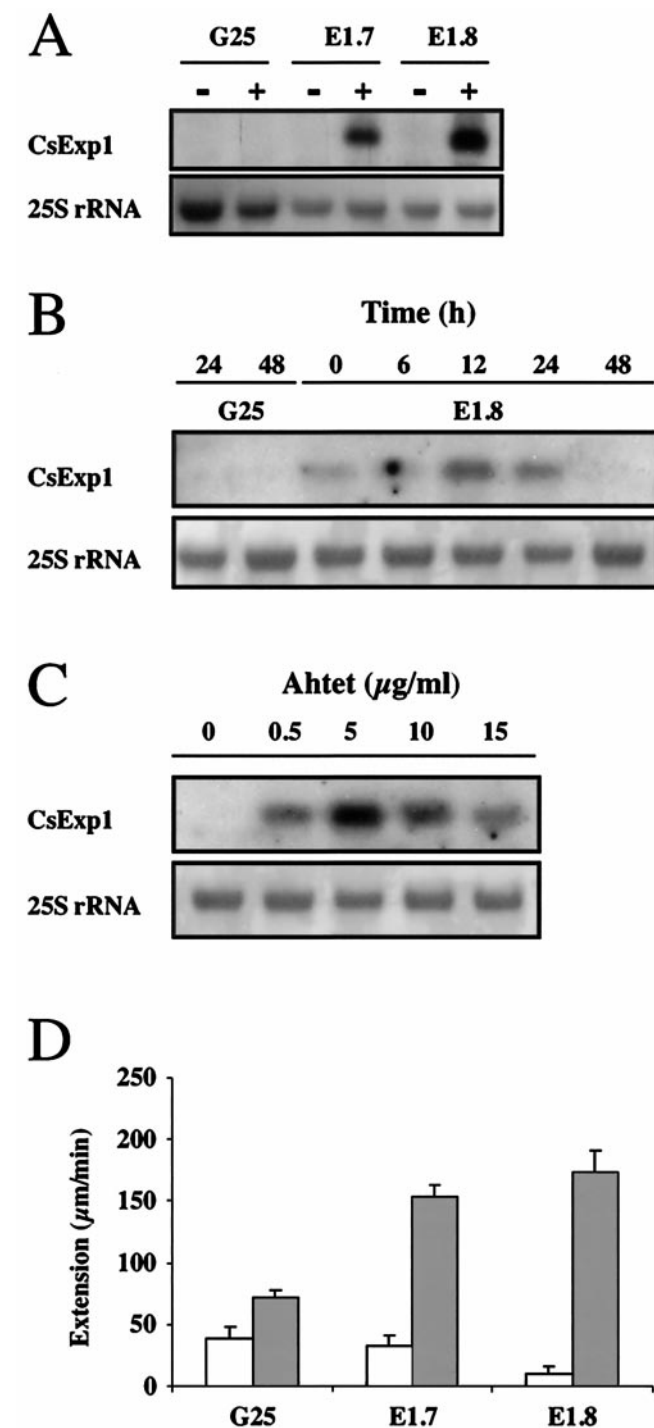 A
G25 E1.7 E1.8
- + - + - +
CsExp1
25S rRNA
B
Time (h)
24 48 0 6 12 24 48
G25 E1.8
CsExp1
25S rRNA
C
Ahtet (µg/ml)
0 0.5 5 10 15
CsExp1
25S rRNA
D
Extension (µm/min)
250
200
150
100
50
0
G25 E1.7 E1.8